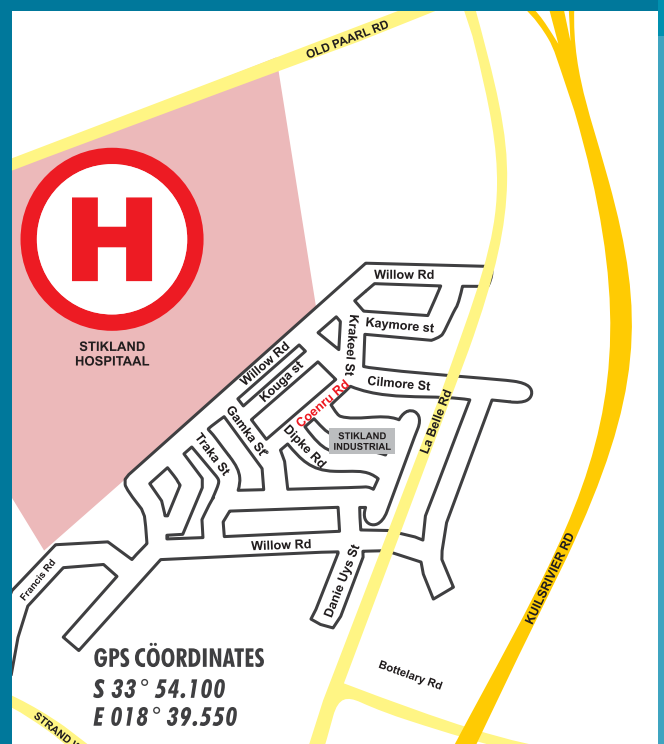 OLD PAARL RD
H
STIKLAND
HOSPITAAL
Willow Rd
Kaymore st
Krakeel St
Willow Rd
Kouga st
Cilmore St
Coenru Rd
La Belle Rd
Gamka St
Dipke Rd
STIKLAND
INDUSTRIAL
Traka St
Willow Rd
Francis Rd
Danie Uys St
KUILSRIVIER RD
GPS CÖORDINATES
S 33° 54.100
E 018° 39.550
Bottelary Rd
STRAND